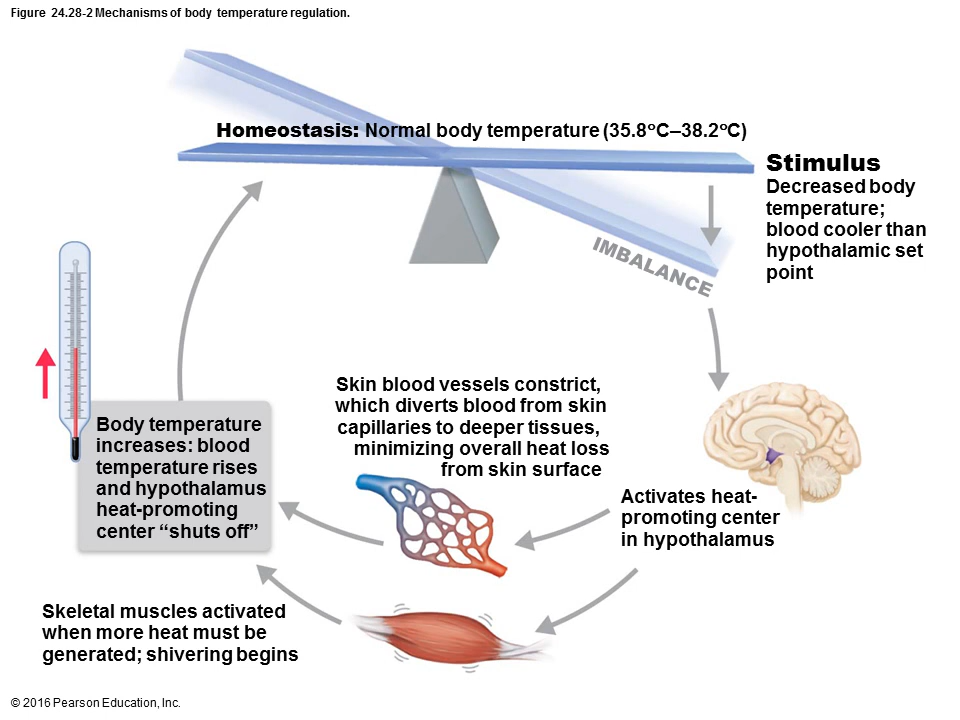 Figure 24.28-2 Mechanisms of body temperature regulation.
Homeostasis: Normal body temperature (35.8°C–38.2°C)
Stimulus
Decreased body
temperature;
blood cooler than
hypothalamic set
point
IMBALANCE
Skin blood vessels constrict,
which diverts blood from skin
capillaries to deeper tissues,
minimizing overall heat loss
from skin surface
Body temperature
increases: blood
temperature rises
and hypothalamus
heat-promoting
center “shuts off”
Activates heat-
promoting center
in hypothalamus
Skeletal muscles activated
when more heat must be
generated; shivering begins
© 2016 Pearson Education, Inc.